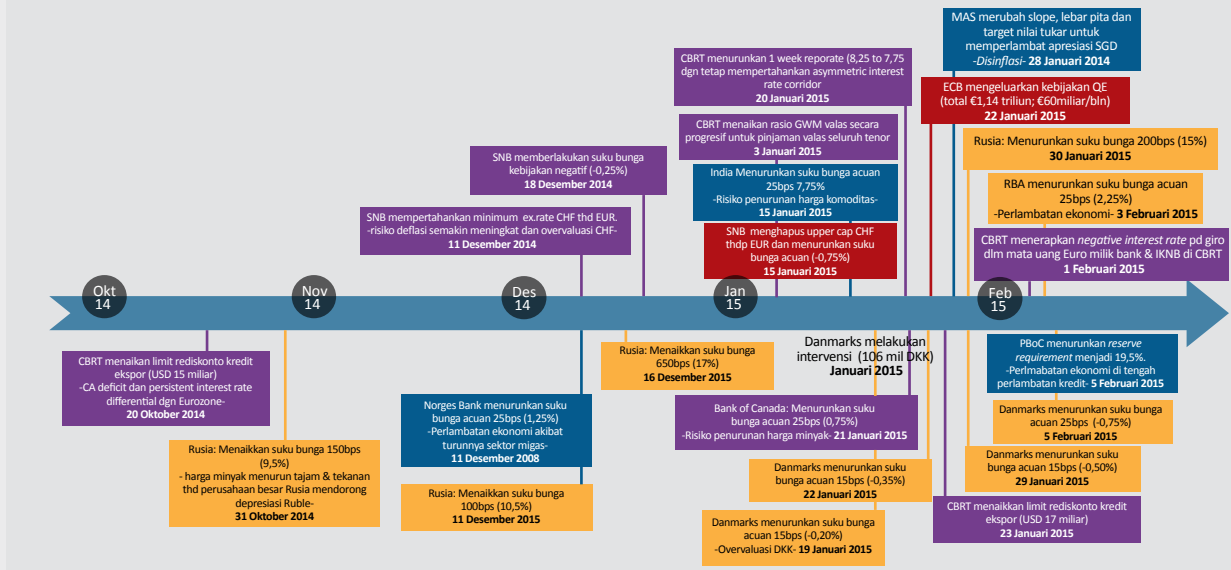 MAS merubah slope, lebar pita dan
target nilai tukar untuk
memperlambat apresiasi SGD
-Disinflasi- 28 Januari 2014
CBRT menurunkan 1 week reporate (8,25 to 7,75
dgn tetap mempertahankan asymmetric interest
rate corridor
20 Januari 2015
ECB mengeluarkan kebijakan QE
(total €1,14 triliun; €60miliar/bln)
22 Januari 2015
CBRT menaikan rasio GWM valas secara
progresif untuk pinjaman valas seluruh tenor
3 Januari 2015
Rusia: Menurunkan suku bunga 200bps (15%)
30 Januari 2015
SNB memberlakukan suku bunga
kebijakan negatif (-0,25%)
18 Desember 2014
India Menurunkan suku bunga acuan
25bps 7,75%
-Risiko penurunan harga komoditas-
15 Januari 2015
RBA menurunkan suku bunga acuan
25bps (2,25%)
-Perlambatan ekonomi- 3 Februari 2015
SNB mempertahankan minimum ex.rate CHF thd EUR.
-risiko deflasi semakin meningkat dan overvaluasi CHF-
11 Desember 2014
SNB menghapus upper cap CHF
thdp EUR dan menurunkan suku
bunga acuan (-0,75%)
15 Januari 2015
CBRT menerapkan negative interest rate pd giro
dlm mata uang Euro milik bank & IKNB di CBRT
1 Februari 2015
Okt
14
Nov
14
Des
14
Jan
15
Feb
15
CBRT menaikan limit rediskonto kredit
ekspor (USD 15 miliar)
-CA deficit dan persistent interest rate
differential dgn Eurozone-
20 Oktober 2014
Rusia: Menaikkan suku bunga
650bps (17%)
16 Desember 2015
Danmarks melakukan
intervensi (106 mil DKK)
Januari 2015
PBoC menurunkan reserve
requirement menjadi 19,5%.
-Perlmabatan ekonomi di tengah
perlambatan kredit- 5 Februari 2015
Norges Bank menurunkan suku
bunga acuan 25bps (1,25%)
-Perlambatan ekonomi akibat
turunnya sektor migas-
11 Desember 2008
Bank of Canada: Menurunkan suku
bunga acuan 25bps (0,75%)
-Risiko penurunan harga minyak- 21 Januari 2015
Danmarks menurunkan suku bunga
acuan 25bps (-0,75%)
5 Februari 2015
Rusia: Menaikkan suku bunga 150bps
(9,5%)
- harga minyak menurun tajam & tekanan
thd perusahaan besar Rusia mendorong
depresiasi Ruble-
31 Oktober 2014
Danmarks menurunkan suku
bunga acuan 15bps (-0,35%)
22 Januari 2015
Danmarks menurunkan suku
bunga acuan 15bps (-0,50%)
29 Januari 2015
Rusia: Menaikkan suku bunga
100bps (10,5%)
11 Desember 2015
CBRT menaikkan limit rediskonto kredit
ekspor (USD 17 miliar)
23 Januari 2015
Danmarks menurunkan suku bunga
acuan 15bps (-0,20%)
-Overvaluasi DKK- 19 Januari 2015